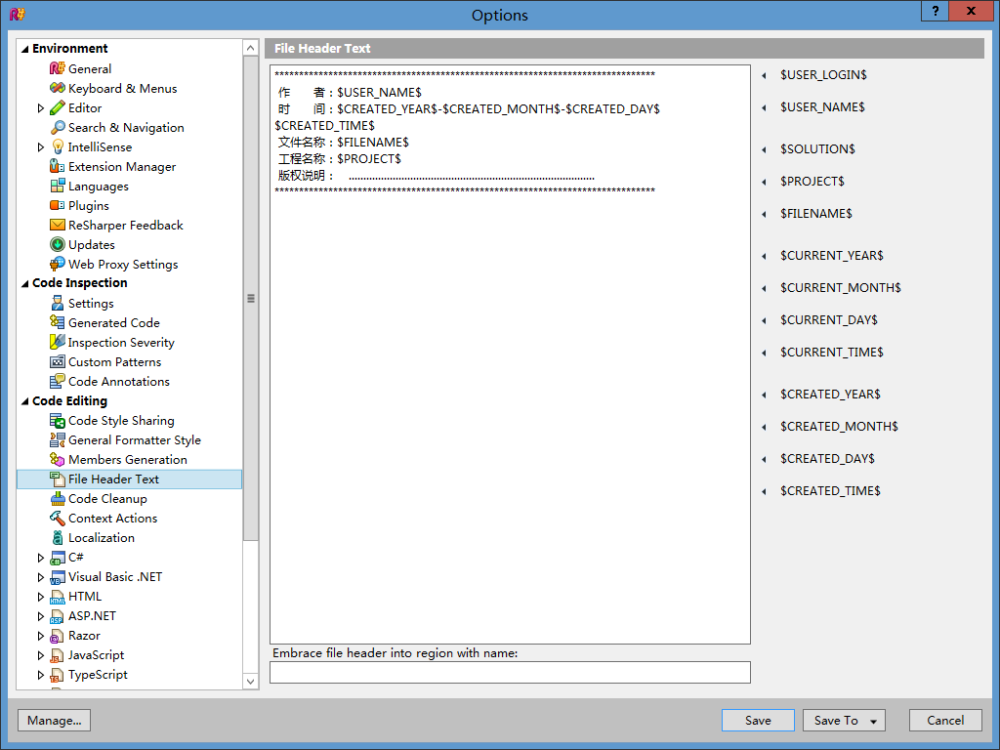 Options
?
X
Environment
General
Keyboard & Menus
Editor
Search & Navigation
IntelliSense
Extension Manager
Languages
Plugins
ReSharper Feedback
Updates
Web Proxy Settings
Code Inspection
Settings
Generated Code
Inspection Severity
Custom Patterns
Code Annotations
Code Editing
Code Style Sharing
General Formatter Style
Members Generation
File Header Text
Code Cleanup
Context Actions
Localization
C#
Visual Basic .NET
HTML
ASP.NET
Razor
JavaScript
TypeScript
File Header Text
******************************************************************************
作　　者：$USER_NAME$
时　　间：$CREATED_YEAR$-$CREATED_MONTH$-$CREATED_DAY$
$CREATED_TIME$
文件名称：$FILENAME$
工程名称：$PROJECT$
版权说明： ....................................................................................
******************************************************************************
Embrace file header into region with name:
$USER_LOGIN$
$USER_NAME$
$SOLUTION$
$PROJECT$
$FILENAME$
$CURRENT_YEAR$
$CURRENT_MONTH$
$CURRENT_DAY$
$CURRENT_TIME$
$CREATED_YEAR$
$CREATED_MONTH$
$CREATED_DAY$
$CREATED_TIME$
Manage...
Save
Save To
Cancel